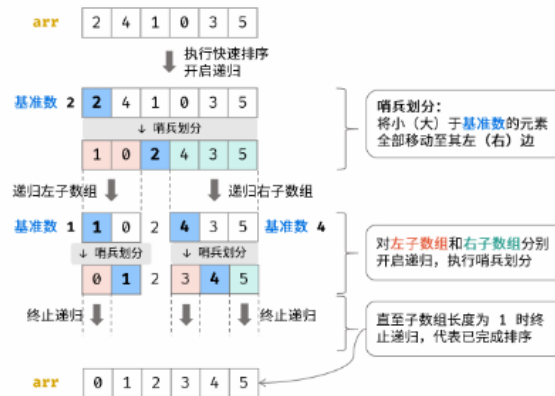 arr 2 4 1 0 3 5
执行快速排序
开启递归
基准数 2 2 4 1 0 3 5
↓ 哨兵划分
1 0 2 4 3 5
哨兵划分：
将小（大）于基准数的元素
全部移动至其左（右）边
递归左子数组 递归右子数组
基准数 1 1 0 2 4 3 5 基准数 4
↓ 哨兵划分 ↓ 哨兵划分
0 1 2 3 4 5
对左子数组和右子数组分别
开启递归，执行哨兵划分
终止递归 终止递归
直至子数组长度为 1 时终
止递归，代表已完成排序
arr 0 1 2 3 4 5